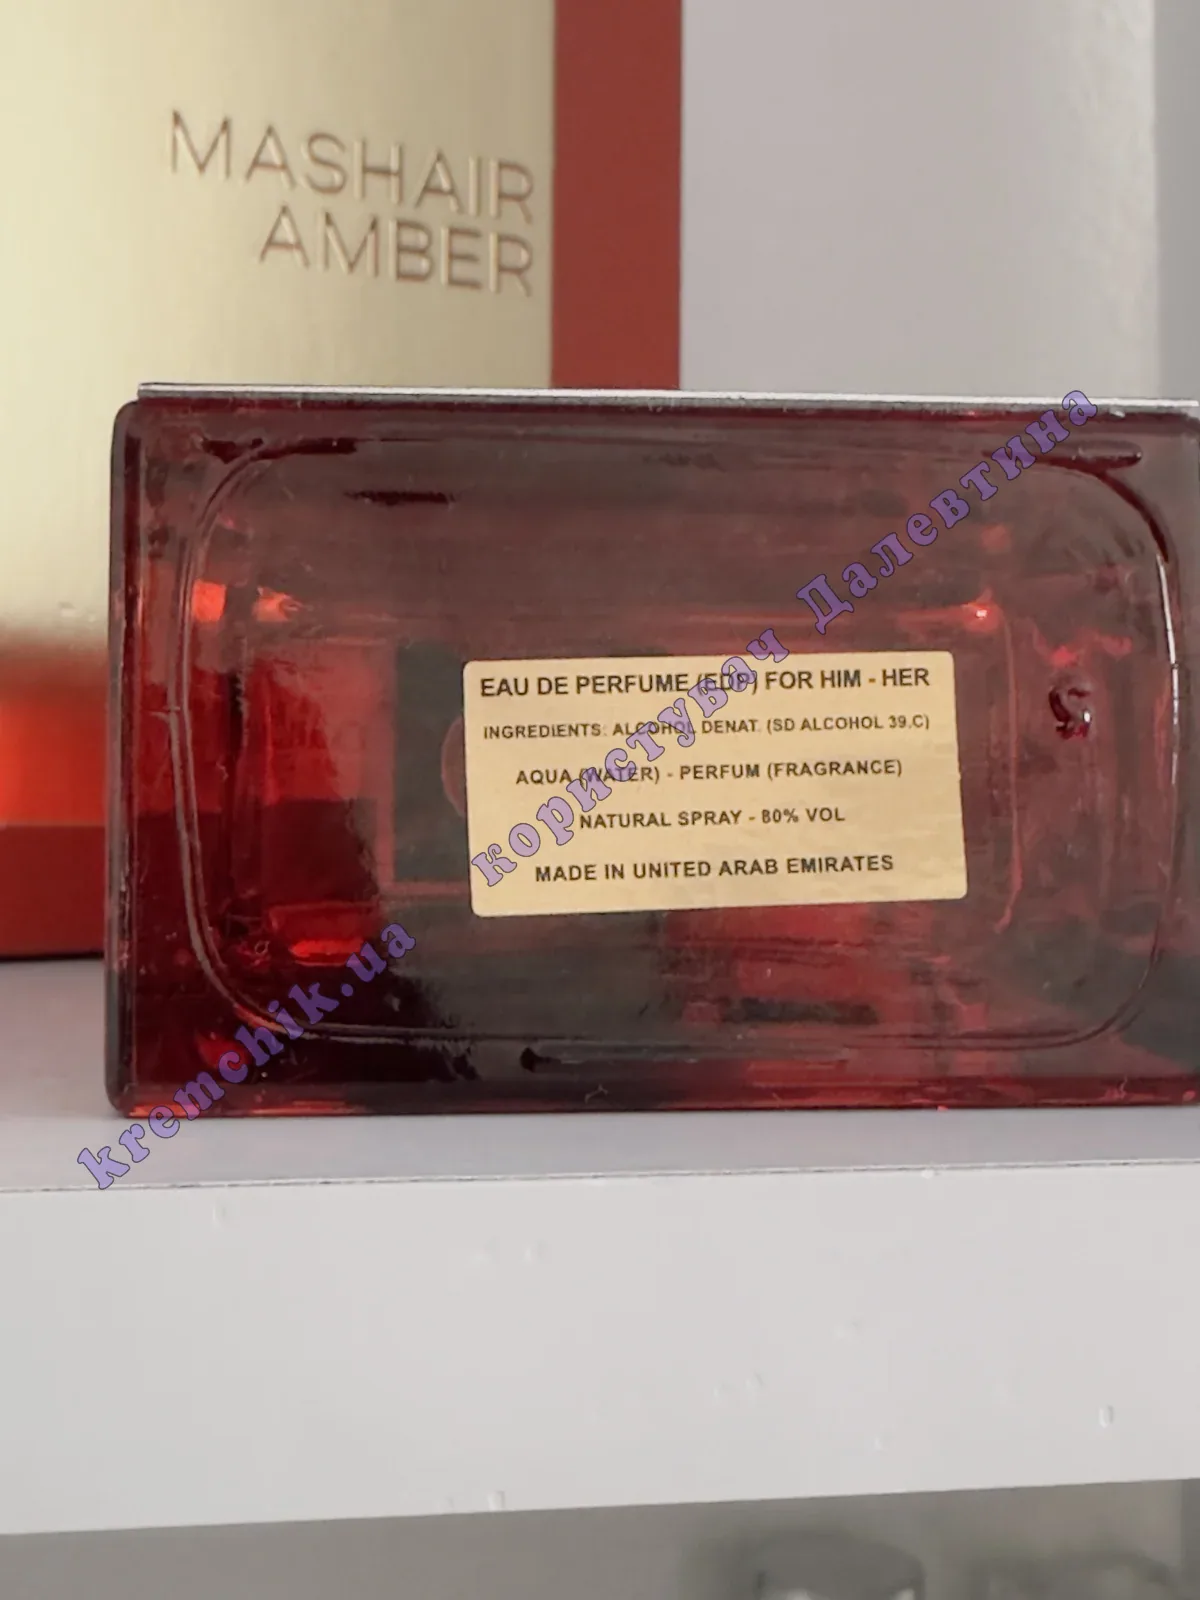 MASHAIR
AMBER
EAU DE PERFUME (EDP) FOR HIM - HER
INGREDIENTS: ALCOHOL DENAT. (SD ALCOHOL 39.C)
AQUA (WATER) - PERFUM (FRAGRANCE)
NATURAL SPRAY - 80% VOL
MADE IN UNITED ARAB EMIRATES
kremchik.ua користувач Далевтина